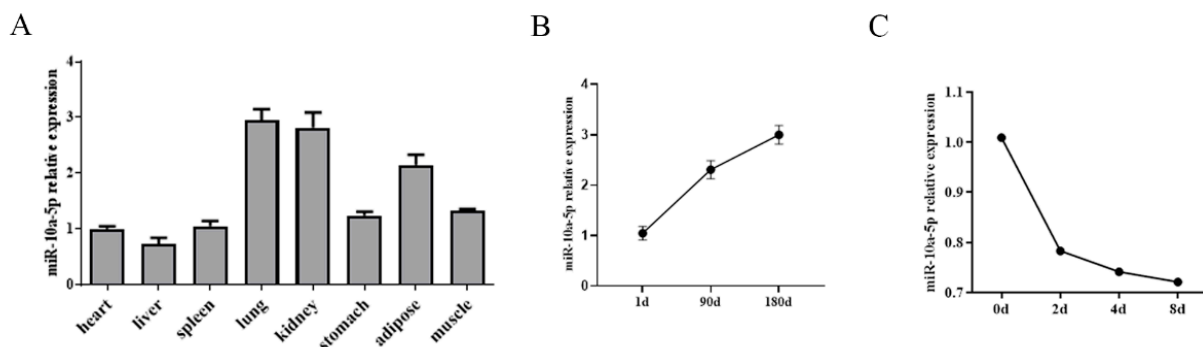 A
miR-10a-5p relative expression
4
3
2
1
0
heart
liver
spleen
lung
kidney
stomach
adipose
muscle
B
miR-10a-5p relative expression
4
3
2
1
0
1d
90d
180d
C
miR-10a-5p relative expression
1.1
1.0
0.9
0.8
0.7
0d
2d
4d
8d